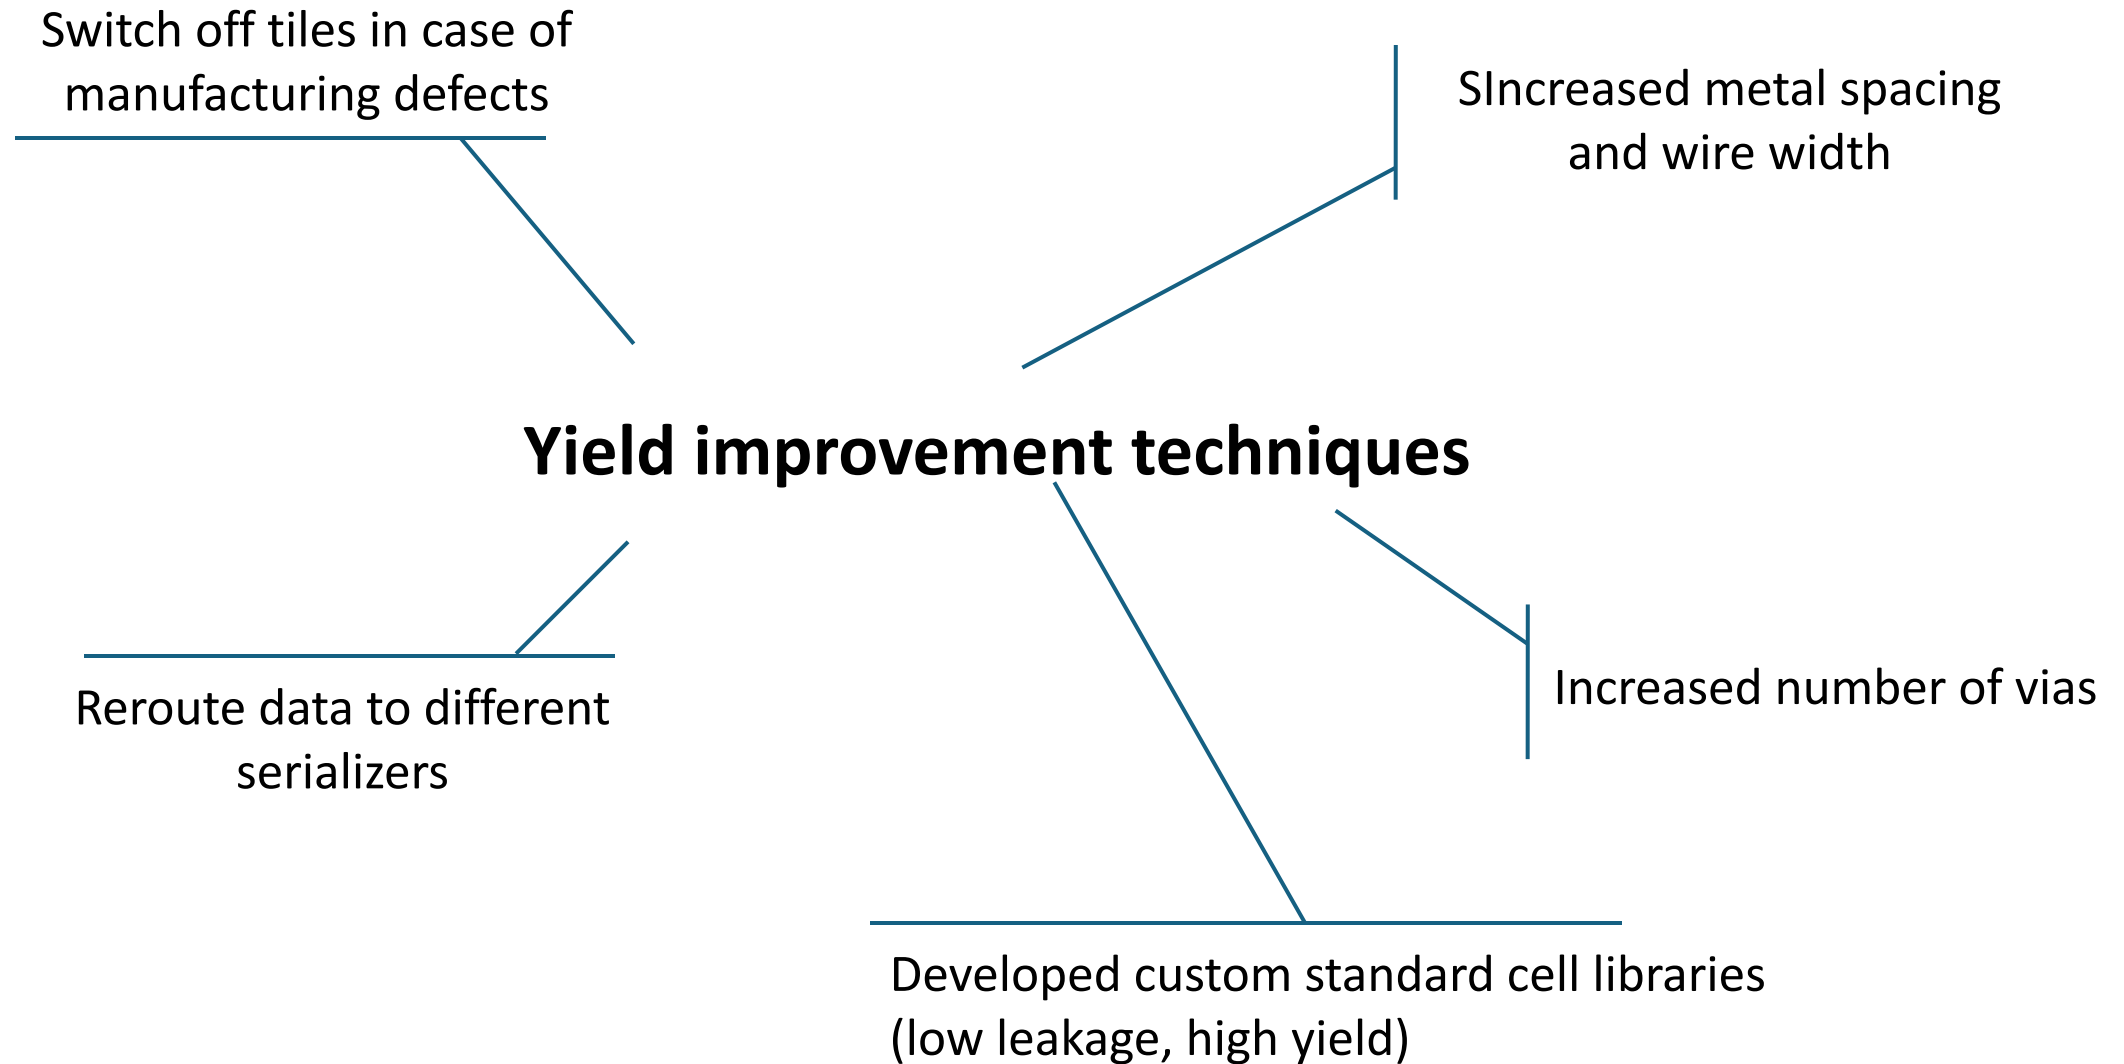 Switch off tiles in case of
manufacturing defects
SIncreased metal spacing
and wire width
Yield improvement techniques
Reroute data to different
serializers
Increased number of vias
Developed custom standard cell libraries
(low leakage, high yield)